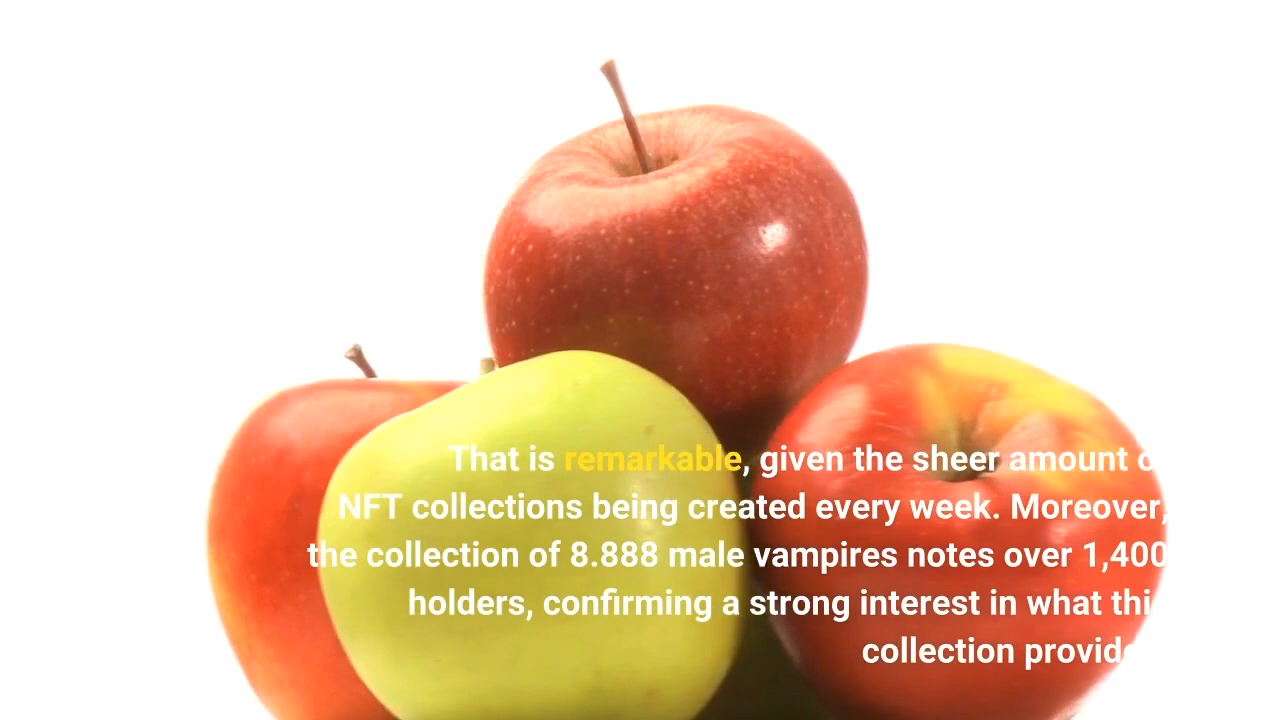 That is remarkable, given the sheer amount
NFT collections being created every week. Moreover,
the collection of 8.888 male vampires notes over 1,400
holders, confirming a strong interest in what
collection